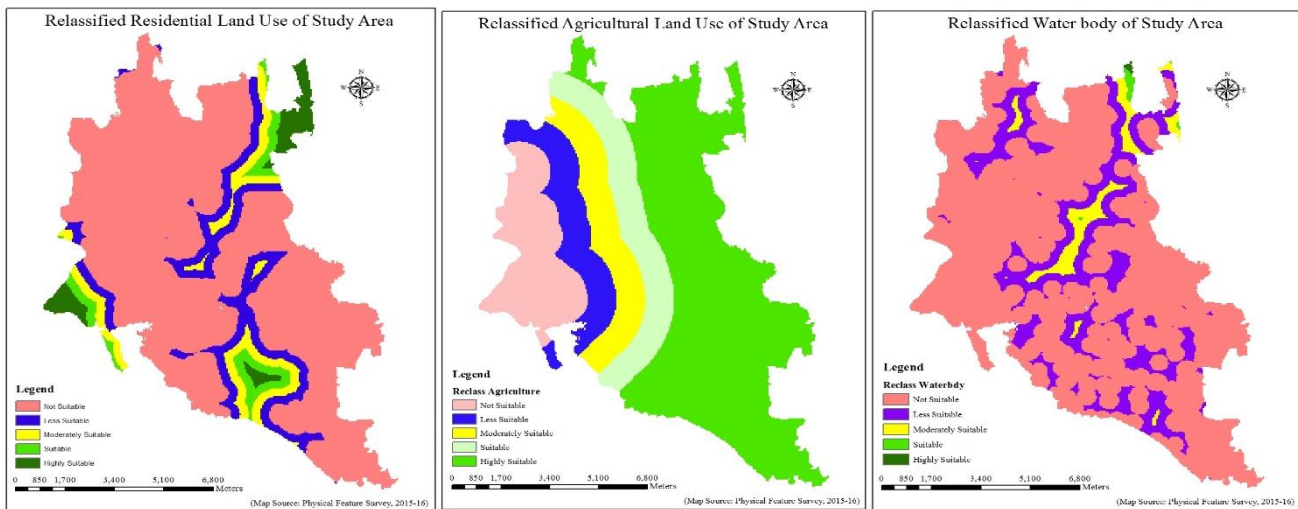 Reclassified Residential Land Use of Study Area
N
W E
S
Legend
Not Suitable
Less Suitable
Moderately Suitable
Suitable
Highly Suitable
0 850 1,700 3,400 5,100 6,800
Meters
(Map Source: Physical Feature Survey, 2015-16)
Reclassified Agricultural Land Use of Study Area
N
W E
S
Legend
Reclass Agriculture
Not Suitable
Less Suitable
Moderately Suitable
Suitable
Highly Suitable
0 850 1,700 3,400 5,100 6,800
Meters
(Map Source: Physical Feature Survey, 2015-16)
Reclassified Water body of Study Area
N
W E
S
Legend
Reclass Waterbdy
Not Suitable
Less Suitable
Moderately Suitable
Suitable
Highly Suitable
0 850 1,700 3,400 5,100 6,800
Meters
(Map Source: Physical Feature Survey, 2015-16)